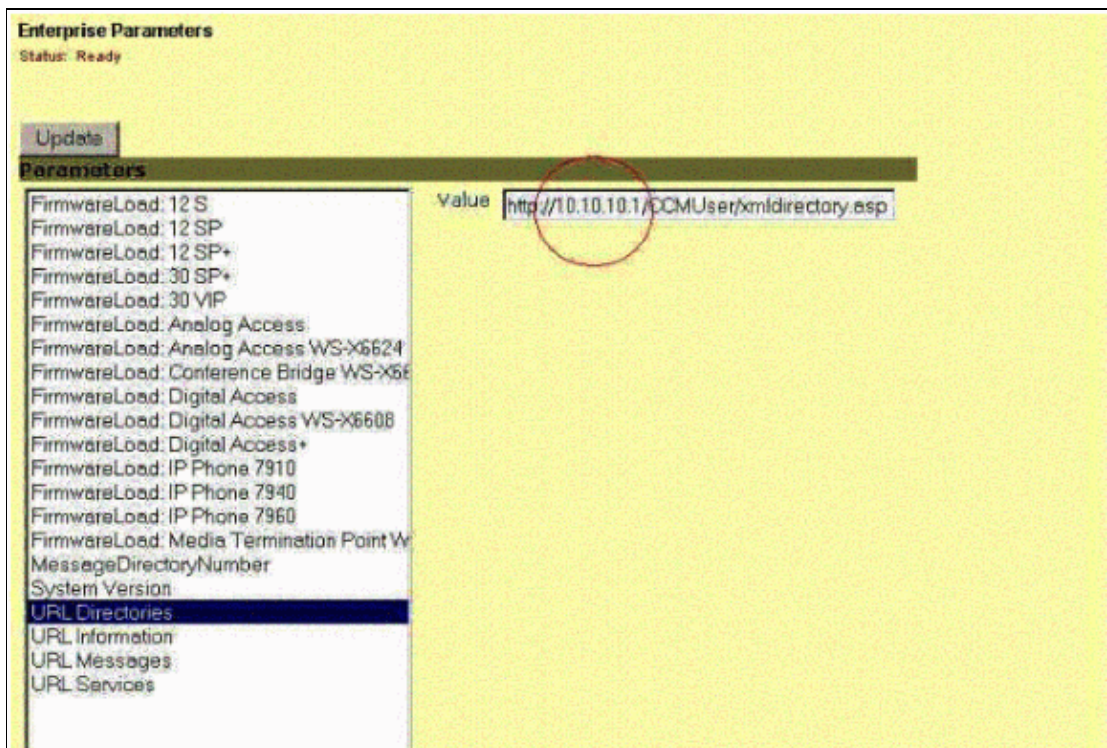 Enterprise Parameters
Status: Ready
Update
Parameters
FirmwareLoad: 12 S
FirmwareLoad: 12 SP
FirmwareLoad: 12 SP+
FirmwareLoad: 30 SP+
FirmwareLoad: 30 VIP
FirmwareLoad: Analog Access
FirmwareLoad: Analog Access WS-X6624
FirmwareLoad: Conference Bridge WS-X66
FirmwareLoad: Digital Access
FirmwareLoad: Digital Access WS-X6608
FirmwareLoad: Digital Access+
FirmwareLoad: IP Phone 7910
FirmwareLoad: IP Phone 7940
FirmwareLoad: IP Phone 7960
FirmwareLoad: Media Termination Point W
MessageDirectoryNumber
System Version
URL Directories
URL Information
URL Messages
URL Services
Value http://10.10.10.1/CCMUser/xmldirectory.asp